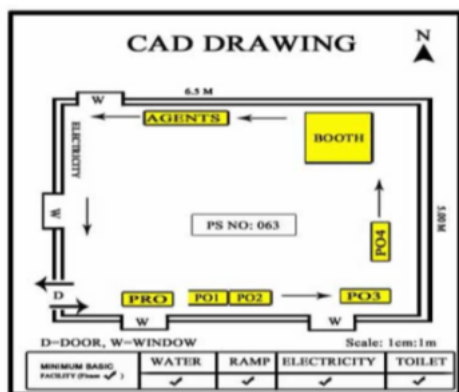 CAD DRAWING
N
6.5 M
W
AGENTS
BOOTH
ELECTRICITY
W
5.00 M
PS NO: 063
PO4
D
PRO
PO1
PO2
PO3
W
W
D=DOOR, W=WINDOW
Scale: 1cm:1m
MINIMUM BASIC
FACILITY (Please ✓)
WATER
RAMP
ELECTRICITY
TOILET
✓
✓
✓
✓